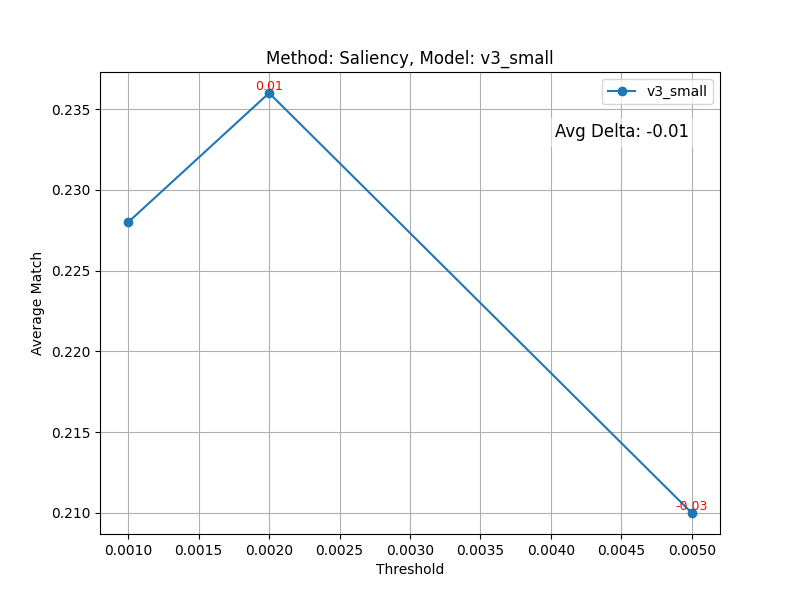 Method: Saliency, Model: v3_small
0.01
v3_small
Avg Delta: -0.01
0.235
0.230
0.225
0.220
0.215
0.210
Average Match
-0.03
0.0010 0.0015 0.0020 0.0025 0.0030 0.0035 0.0040 0.0045 0.0050
Threshold